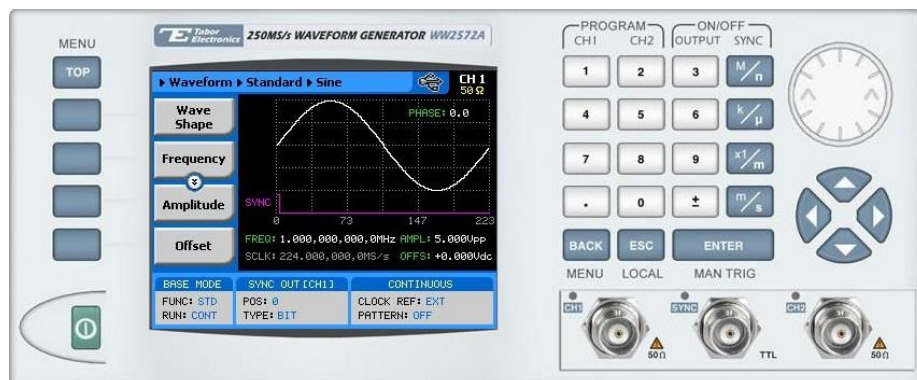 MENU
TOP
Tabor Electronics 250MS/s WAVEFORM GENERATOR WW2572A
Waveform Standard Sine CH 1
50 Ω
Wave Shape
Frequency
Amplitude
Offset
PHASE: 0.0
SYNC
0 73 147 223
FREQ: 1.000,000,000,0MHz AMPL: 5.000Vpp
SCLK: 224.000,000,0MS/s OFFS: +0.000Vdc
BASE MODE
FUNC: STD
RUN: CONT
SYNC OUT [CH1]
POS: 0
TYPE: BIT
CONTINUOUS
CLOCK REF: EXT
PATTERN: OFF
PROGRAM ON/OFF
CH1 CH2 OUTPUT SYNC
1 2 3 M/n
4 5 6 k/µ
7 8 9 x1/m
. 0 ± m/s
BACK ESC ENTER
MENU LOCAL MAN TRIG
CH1 SYNC CH2
50Ω TTL 50Ω